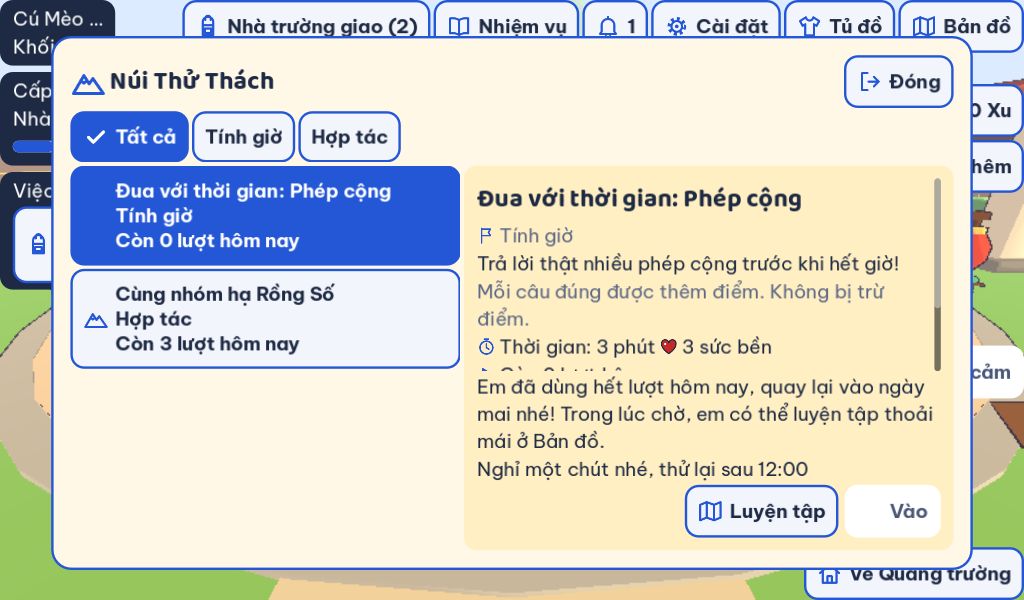 Cú Mèo ...
Khối
Nhà trường giao (2)
Nhiệm vụ
1
Cài đặt
Tủ đồ
Bản đồ
Cấp
Nhà
0 Xu
hêm
Việc
cảm
Núi Thử Thách
Đóng
Tất cả
Tính giờ
Hợp tác
Đua với thời gian: Phép cộng
Tính giờ
Còn 0 lượt hôm nay
Cùng nhóm hạ Rồng Số
Hợp tác
Còn 3 lượt hôm nay
Đua với thời gian: Phép cộng
Tính giờ
Trả lời thật nhiều phép cộng trước khi hết giờ!
Mỗi câu đúng được thêm điểm. Không bị trừ
điểm.
Thời gian: 3 phút ❤ 3 sức bền
Em đã dùng hết lượt hôm nay, quay lại vào ngày
mai nhé! Trong lúc chờ, em có thể luyện tập thoải
mái ở Bản đồ.
Nghỉ một chút nhé, thử lại sau 12:00
Luyện tập
Vào
Về Quảng trường